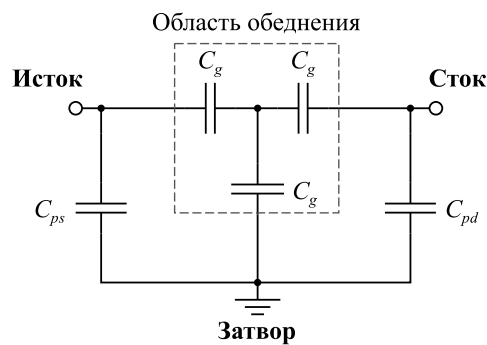 Область обеднения
Исток
C_g
C_g
Сток
C_ps
C_g
C_pd
Затвор